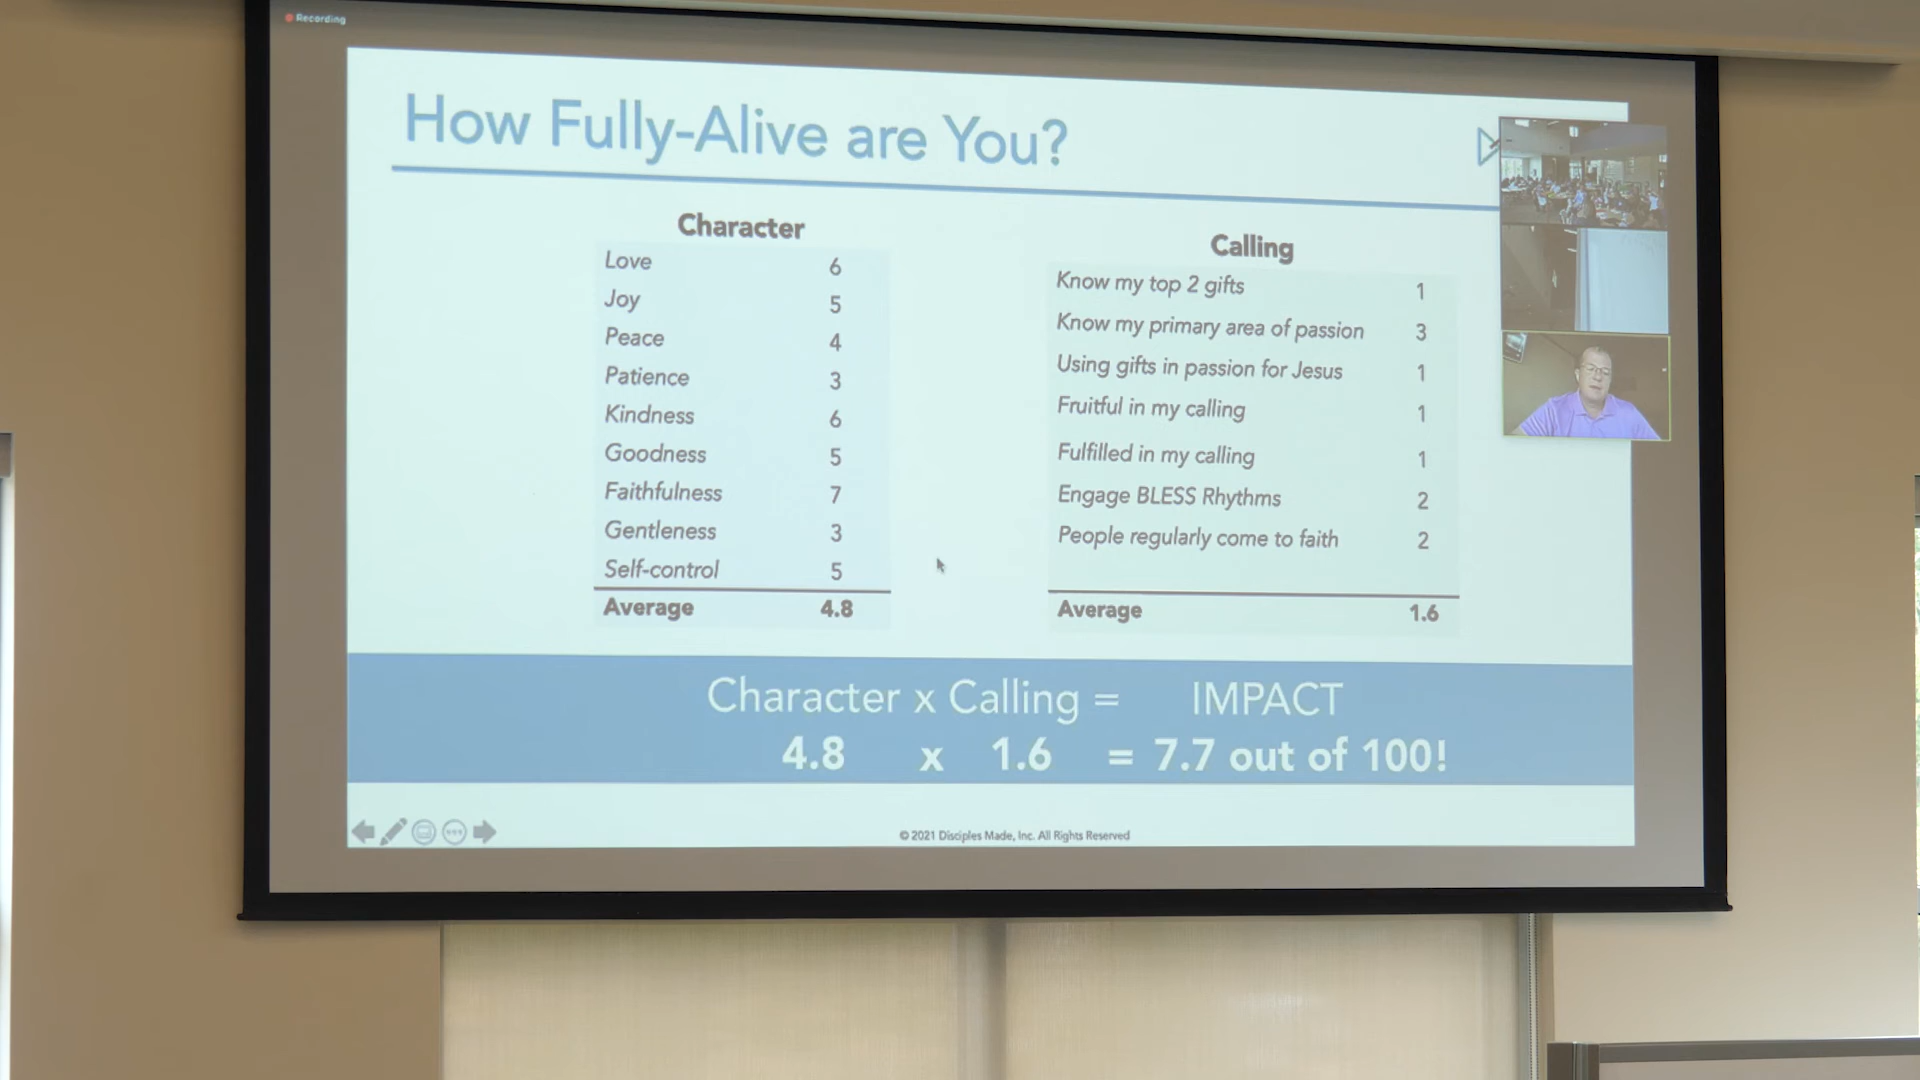 Recording
How Fully-Alive are You?
Character
Love 6
Joy 5
Peace 4
Patience 3
Kindness 6
Goodness 5
Faithfulness 7
Gentleness 3
Self-control 5
Average 4.8
Calling
Know my top 2 gifts 1
Know my primary area of passion 3
Using gifts in passion for Jesus 1
Fruitful in my calling 1
Fulfilled in my calling 1
Engage BLESS Rhythms 2
People regularly come to faith 2
Average 1.6
Character x Calling = IMPACT
4.8 x 1.6 = 7.7 out of 100!
© 2021 Disciples Made, Inc. All Rights Reserved